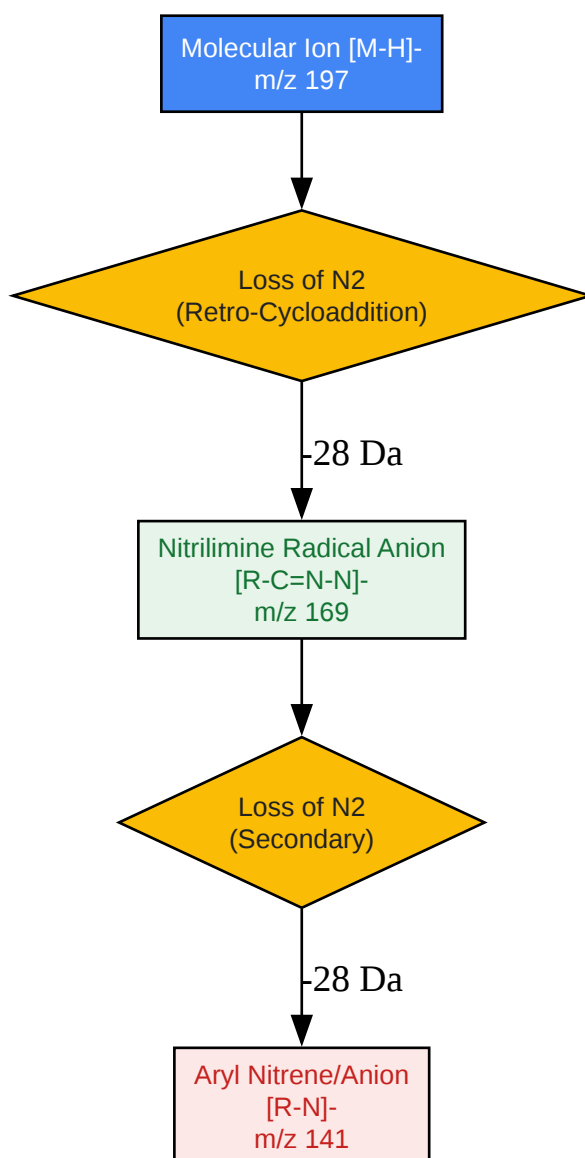 Molecular Ion [M-H]-
m/z 197
Loss of N2
(Retro-Cycloaddition)
-28 Da
Nitrilimine Radical Anion
[R-C=N-N]-
m/z 169
Loss of N2
(Secondary)
-28 Da
Aryl Nitrene/Anion
[R-N]-
m/z 141